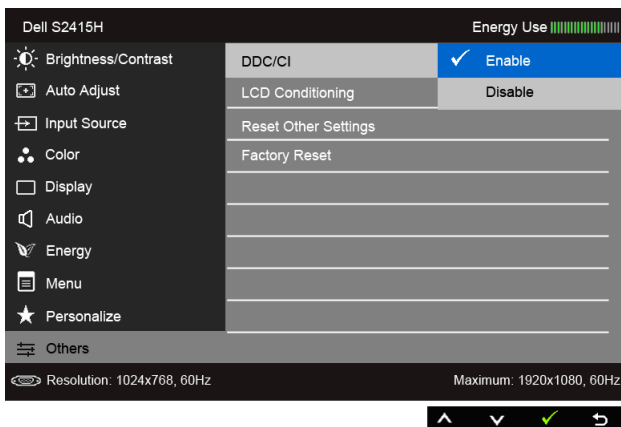 Dell S2415H
Energy Use
Brightness/Contrast
DDC/CI
Enable
Auto Adjust
LCD Conditioning
Disable
Input Source
Reset Other Settings
Color
Factory Reset
Display
Audio
Energy
Menu
Personalize
Others
Resolution: 1024x768, 60Hz
Maximum: 1920x1080, 60Hz